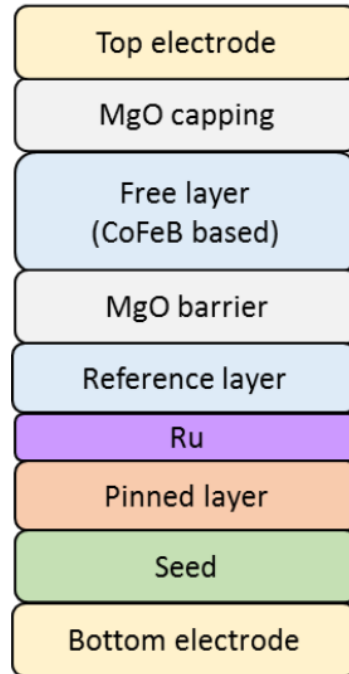 Top electrode
MgO capping
Free layer
(CoFeB based)
MgO barrier
Reference layer
Ru
Pinned layer
Seed
Bottom electrode